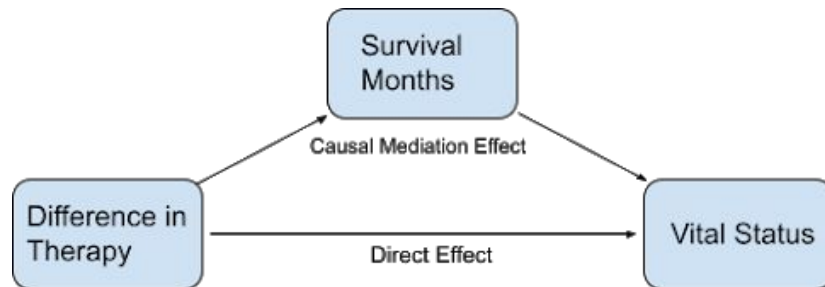 Survival
Months
Causal Mediation Effect
Difference in
Therapy
Vital Status
Direct Effect